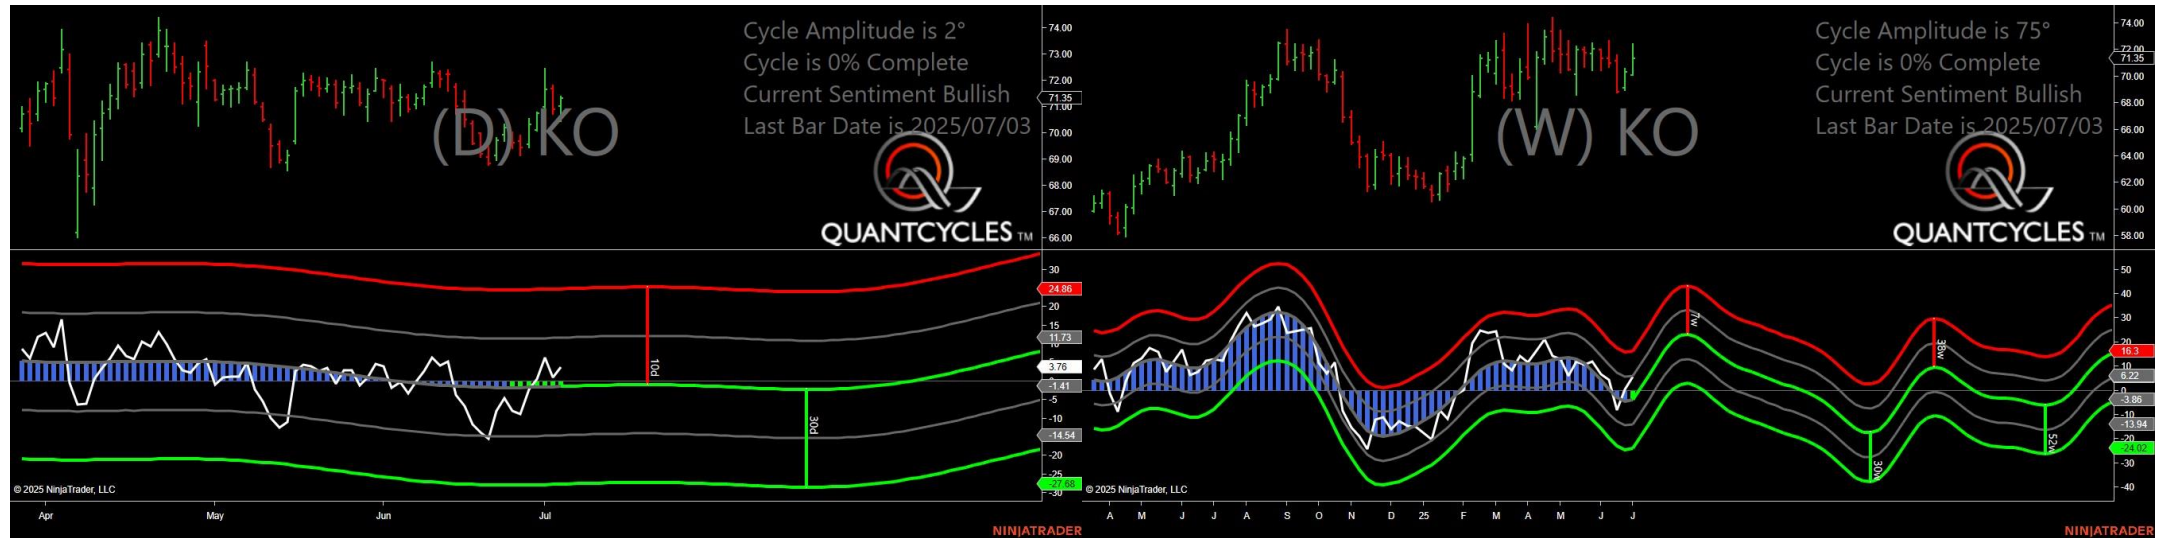 Cycle Amplitude is 2°
Cycle is 0% Complete
Current Sentiment Bullish
Last Bar Date is 2025/07/03
(D) KO
QUANTCYCLES TM
74.00
73.00
72.00
71.35
71.00
70.00
69.00
68.00
67.00
66.00
30
24.86
20
15
11.73
10
3.76
-1.41
-5
-10
-14.54
-20
-25
-27.68
-30
10d
30d
© 2025 NinjaTrader, LLC
Apr May Jun Jul
NINJATRADER
Cycle Amplitude is 75°
Cycle is 0% Complete
Current Sentiment Bullish
Last Bar Date is 2025/07/03
(W) KO
QUANTCYCLES TM
74.00
72.00
71.35
70.00
68.00
66.00
64.00
62.00
60.00
58.00
50
40
30
20
16.3
10
6.22
0
-3.86
-10
-13.94
-20
-24.02
-30
-40
7w
30w
38w
52w
© 2025 NinjaTrader, LLC
A M J J A S O N D 25 F M A M J J
NINJATRADER